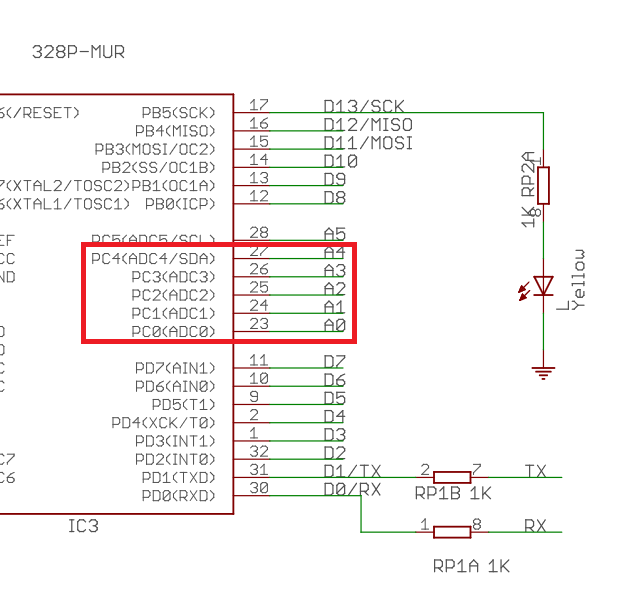 328P-MUR
6(/RESET) PB5(SCK) 17 D13/SCK
PB4(MISO) 16 D12/MISO
PB3(MOSI/OC2) 15 D11/MOSI
PB2(SS/OC1B) 14 D10
7(XTAL2/TOSC2) PB1(OC1A) 13 D9
6(XTAL1/TOSC1) PB0(ICP) 12 D8
1K RP2A
1
8
EF PC5(ADC5/SCL) 28 A5
CC PC4(ADC4/SDA) 27 A4
ND PC3(ADC3) 26 A3
PC2(ADC2) 25 A2
PC1(ADC1) 24 A1
PC0(ADC0) 23 A0
L
Yellow
PD7(AIN1) 11 D7
PD6(AIN0) 10 D6
PD5(T1) 9 D5
PD4(XCK/T0) 2 D4
PD3(INT1) 1 D3
C7 PD2(INT0) 32 D2
C6 PD1(TXD) 31 D1/TX 2 7 TX
PD0(RXD) 30 D0/RX
RP1B 1K
IC3
1 8 RX
RP1A 1K